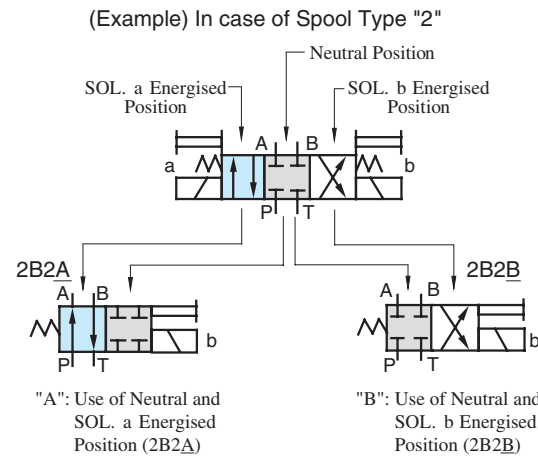 (Example) In case of Spool Type "2"
Neutral Position
SOL. a Energised
Position
SOL. b Energised
Position
A B
a b
P T
2B2A 2B2B
A B A B
b b
P T P T
"A": Use of Neutral and
SOL. a Energised
Position (2B2A)
"B": Use of Neutral and
SOL. b Energised
Position (2B2B)